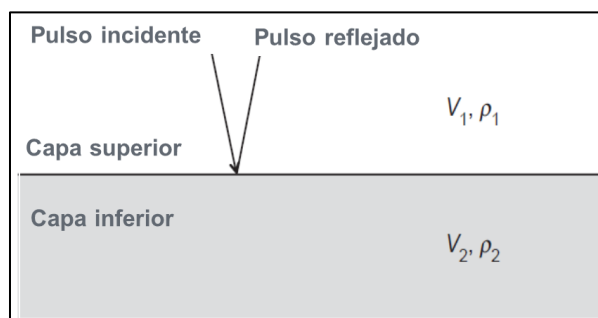 Pulso incidente
Pulso reflejado
V₁, ρ₁
Capa superior
Capa inferior
V₂, ρ₂